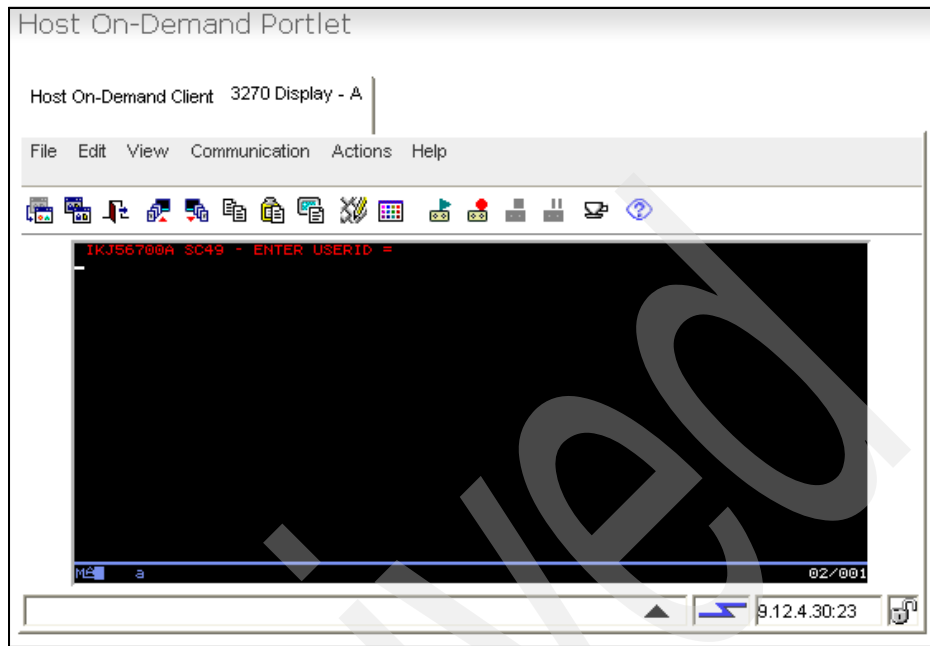 Host On-Demand Portlet
Host On-Demand Client 3270 Display - A
File Edit View Communication Actions Help
IKJ56700A SC49 - ENTER USERID =
a 02/001
9.12.4.30:23
ived